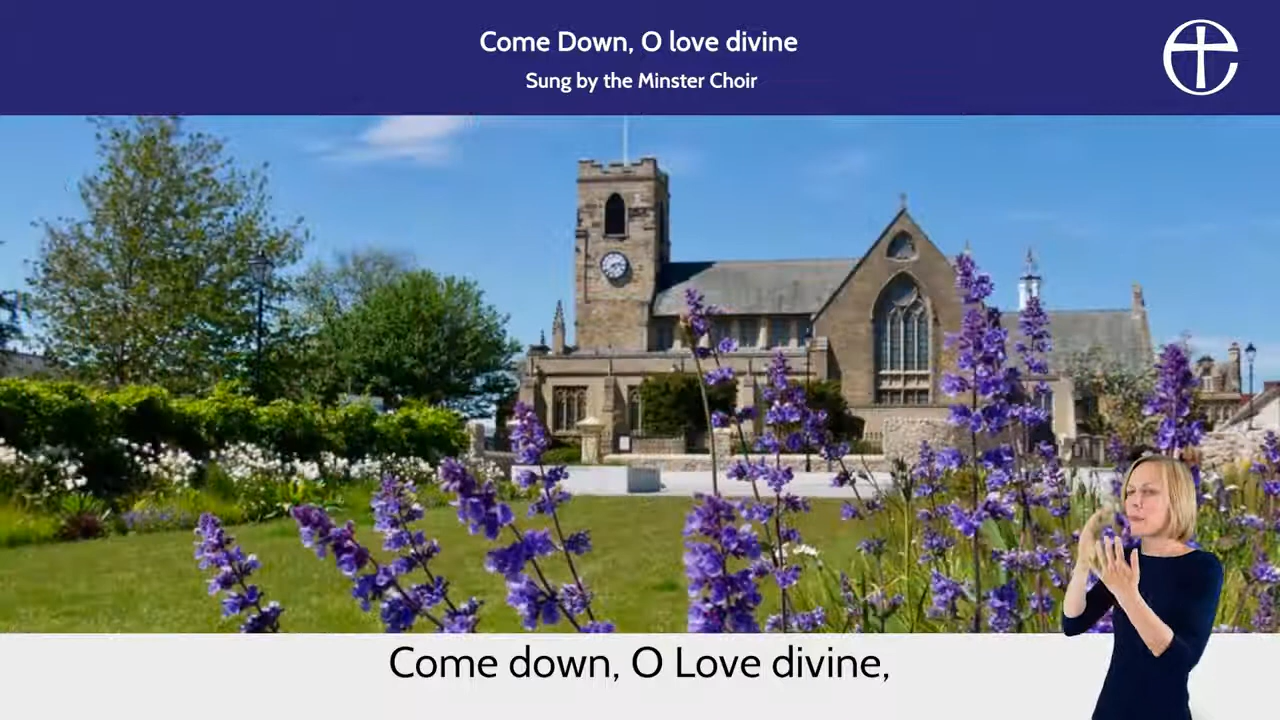 Come Down, O love divine
Sung by the Minster Choir
Come down, O Love divine,